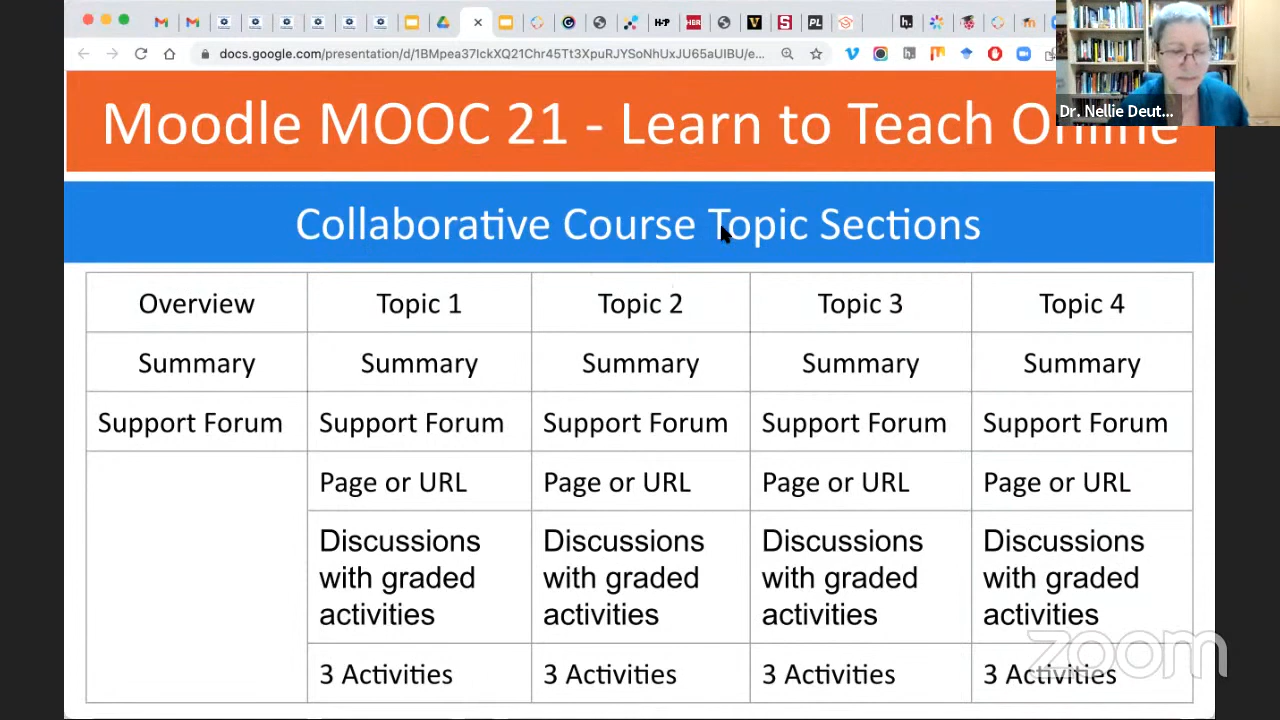 docs.google.com/presentation/d/1BMpea37IckXQ21Chr45Tt3XpuRJYSoNhUxJU65aUIBU/e...
Dr. Nellie Deut...
Moodle MOOC 21 - Learn to Teach Online
Collaborative Course Topic Sections
Overview Topic 1 Topic 2 Topic 3 Topic 4
Summary Summary Summary Summary Summary
Support Forum Support Forum Support Forum Support Forum Support Forum
Page or URL Page or URL Page or URL Page or URL
Discussions with graded activities Discussions with graded activities Discussions with graded activities Discussions with graded activities
3 Activities 3 Activities 3 Activities 3 Activities
zoom